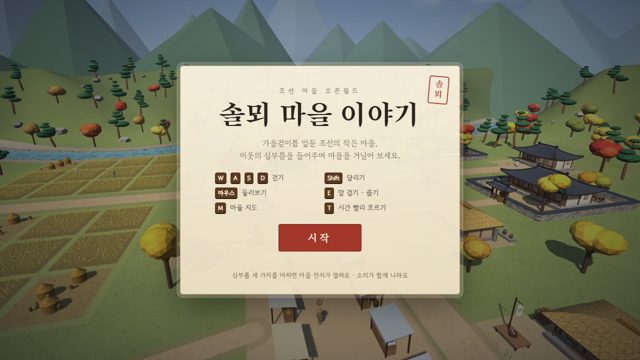 조선 마을 오픈월드
솔뫼
솔뫼 마을 이야기
가을걷이를 앞둔 조선의 작은 마을,
이웃의 심부름을 들어주며 마을을 거닐어 보세요.
W A S D 걷기
Shift 달리기
마우스 둘러보기
E 말 걸기 · 줍기
M 마을 지도
T 시간 빨리 흐르기
시작
심부름 세 가지를 마치면 마을 잔치가 열려요 · 소리가 함께 나와요